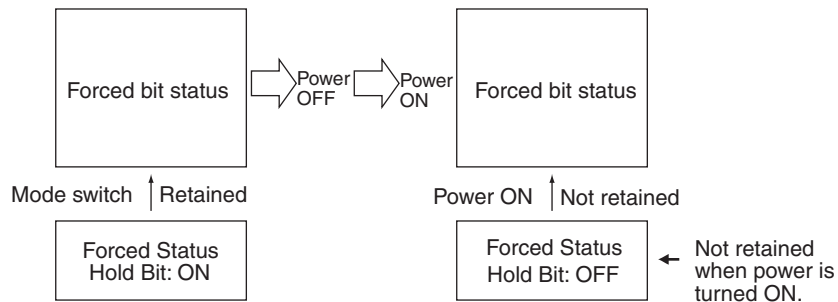 Forced bit status
Power
OFF
Power
ON
Forced bit status
Mode switch
Retained
Power ON
Not retained
Forced Status
Hold Bit: ON
Forced Status
Hold Bit: OFF
Not retained
when power is
turned ON.